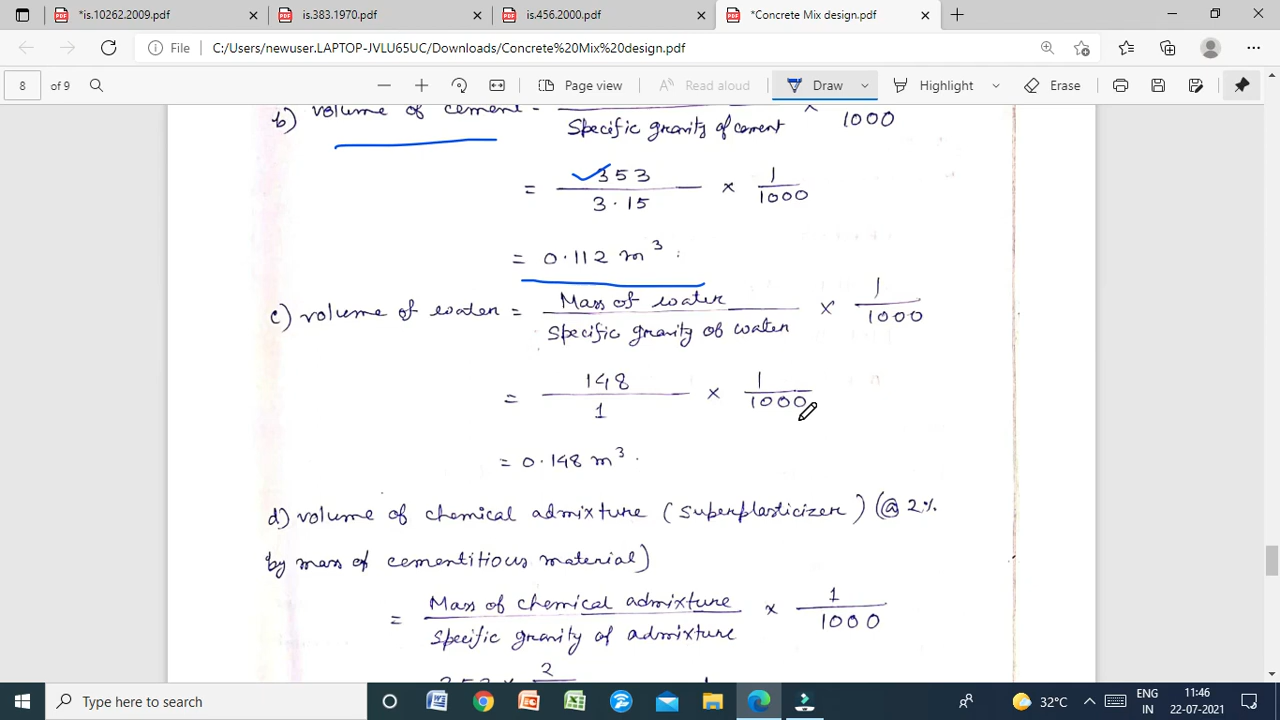 *is.10262.2009.pdf
is.383.1970.pdf
is.456.2000.pdf
*Concrete Mix design.pdf
File
C:/Users/newuser.LAPTOP-JVLU65UC/Downloads/Concrete%20Mix%20design.pdf
8 of 9
Page view
Read aloud
Draw
Highlight
Erase
b) volume of cement =
Specific gravity of cement × 1000
= 353 / 3.15 × 1/1000
= 0.112 m³.
c) volume of water = Mass of water / Specific gravity of water × 1/1000
= 148 / 1 × 1/1000
= 0.148 m³.
d) volume of chemical admixture (superplasticizer) (@ 2%
by mass of cementitious material)
= Mass of chemical admixture / Specific gravity of admixture × 1/1000
353 × 2
Type here to search
32°C
ENG
IN
11:46
22-07-2021